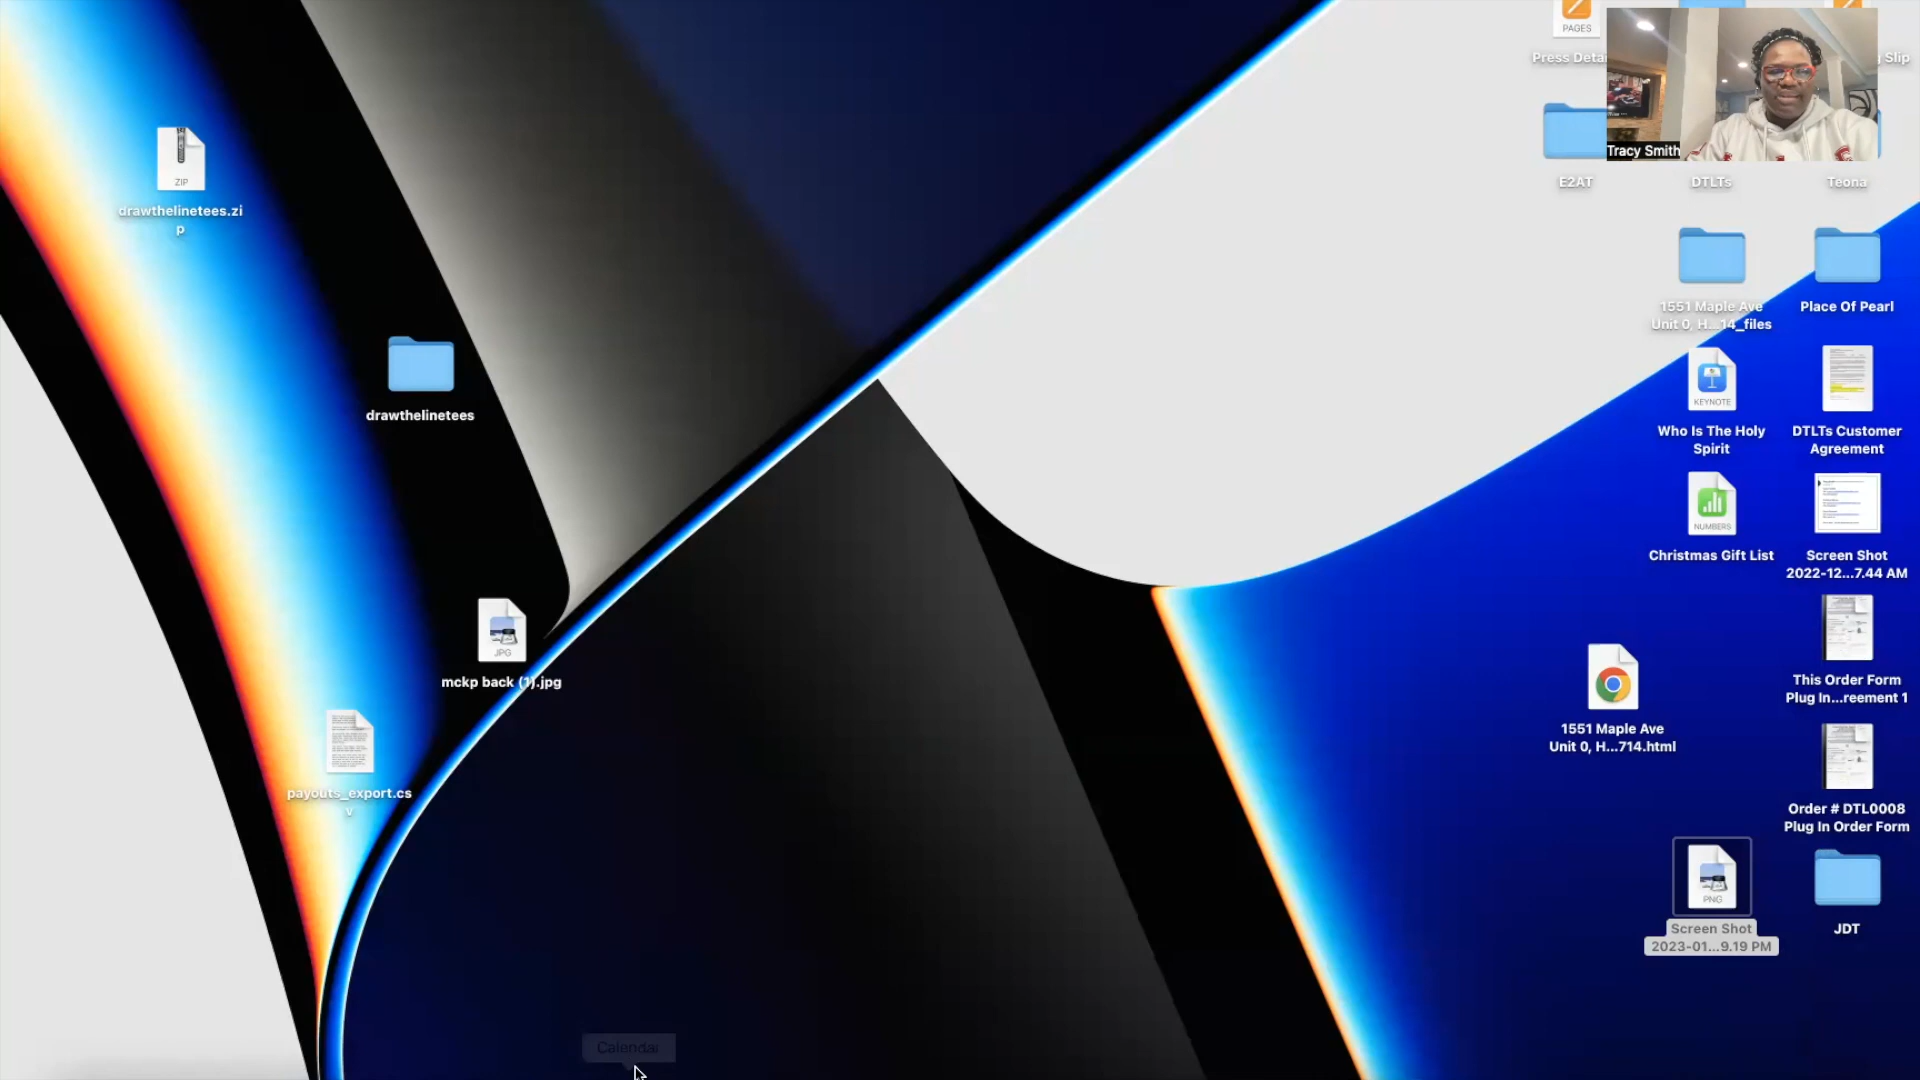 PAGES
Press Deta
g Slip
Tracy Smith
E2AT
DTLTs
Teona
ZIP
drawthelinetees.zi
p
1551 Maple Ave
Unit 0, H...14_files
Place Of Pearl
drawthelinetees
KEYNOTE
Who Is The Holy
Spirit
DTLTs Customer
Agreement
NUMBERS
Christmas Gift List
Screen Shot
2022-12...7.44 AM
JPG
mckp back (1).jpg
This Order Form
Plug In...reement 1
1551 Maple Ave
Unit 0, H...714.html
payouts_export.cs
v
Order # DTL0008
Plug In Order Form
PNG
Screen Shot
2023-01...9.19 PM
JDT
Calendar